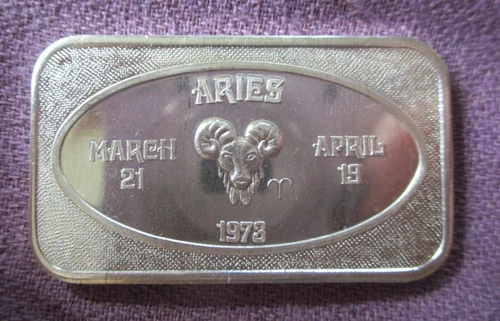 ARIES
MARCH
21
APRIL
19
1973